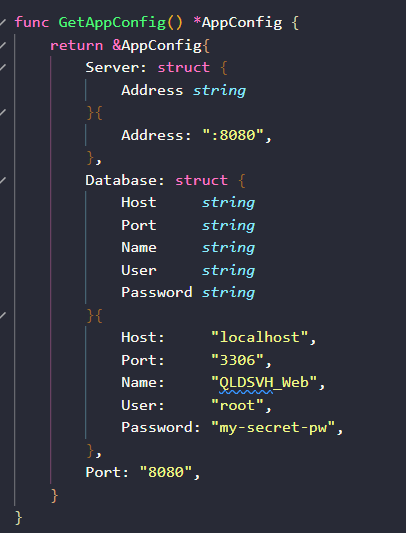 func GetAppConfig() *AppConfig {
    return &AppConfig{
        Server: struct {
            Address string
        }{
            Address: ":8080",
        },
        Database: struct {
            Host     string
            Port     string
            Name     string
            User     string
            Password string
        }{
            Host:     "localhost",
            Port:     "3306",
            Name:     "QLDSVH_Web",
            User:     "root",
            Password: "my-secret-pw",
        },
        Port: "8080",
    }
}